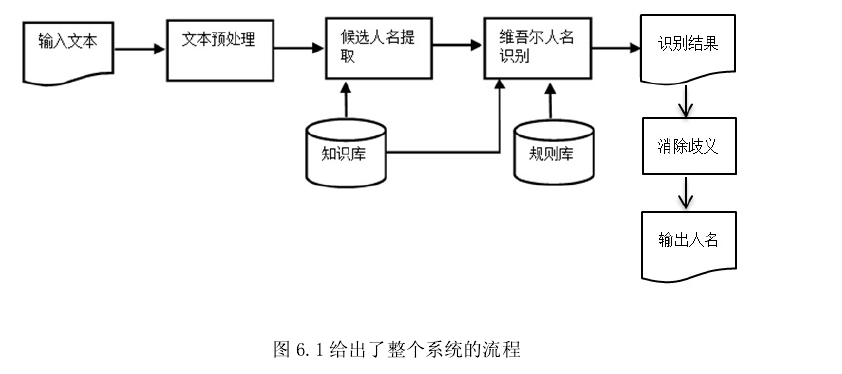 输入文本
文本预处理
候选人名提
取
维吾尔人名
识别
识别结果
知识库
规则库
消除歧义
输出人名
图 6.1 给出了整个系统的流程